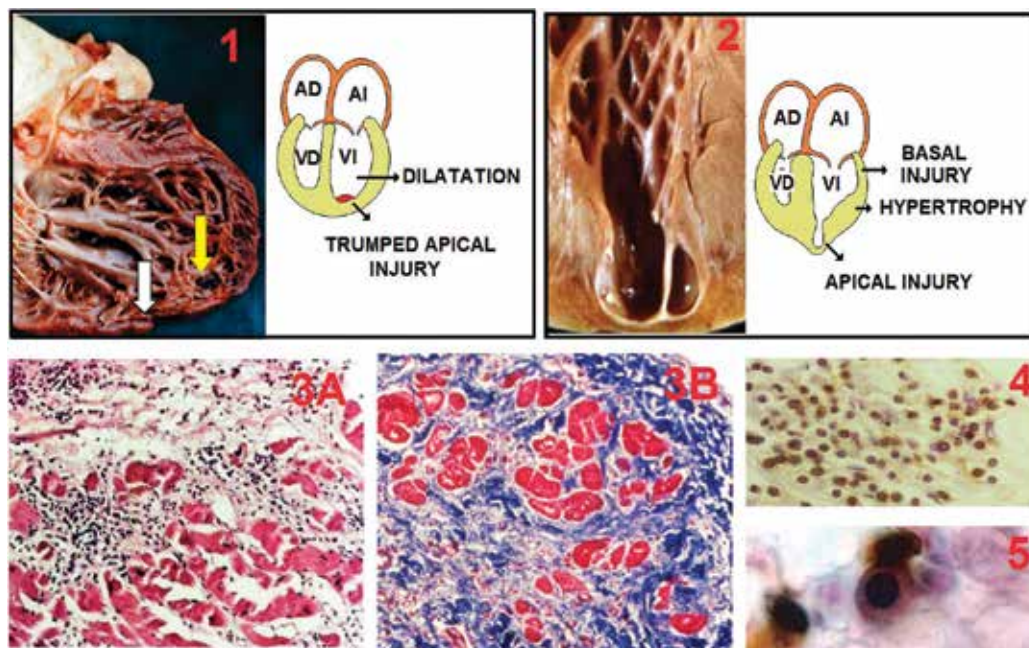 1
AD AI
VD VI
DILATATION
TRUMPED APICAL
INJURY
2
AD AI
VD VI
BASAL
INJURY
HYPERTROPHY
APICAL INJURY
3A
3B
4
5